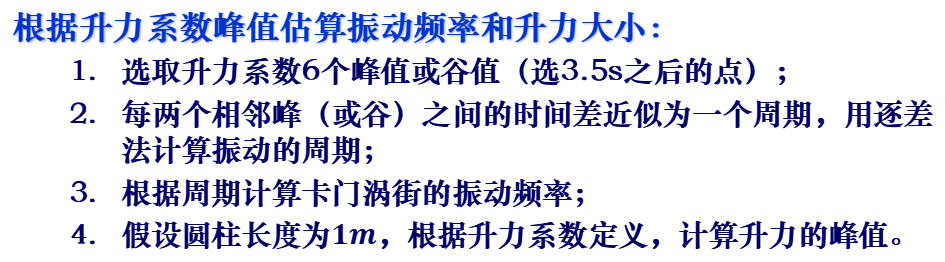 根据升力系数峰值估算振动频率和升力大小：
1. 选取升力系数6个峰值或谷值（选3.5s之后的点）；
2. 每两个相邻峰（或谷）之间的时间差近似为一个周期，用逐差
法计算振动的周期；
3. 根据周期计算卡门涡街的振动频率；
4. 假设圆柱长度为1m，根据升力系数定义，计算升力的峰值。